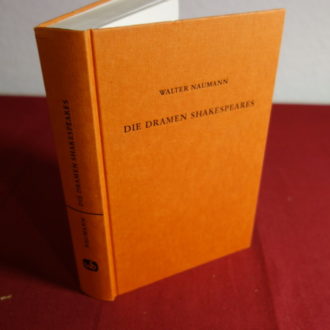 WALTER NAUMANN
DIE DRAMEN SHAKESPEARES
NAUMANN
DIE DRAMEN SHAKESPEARES